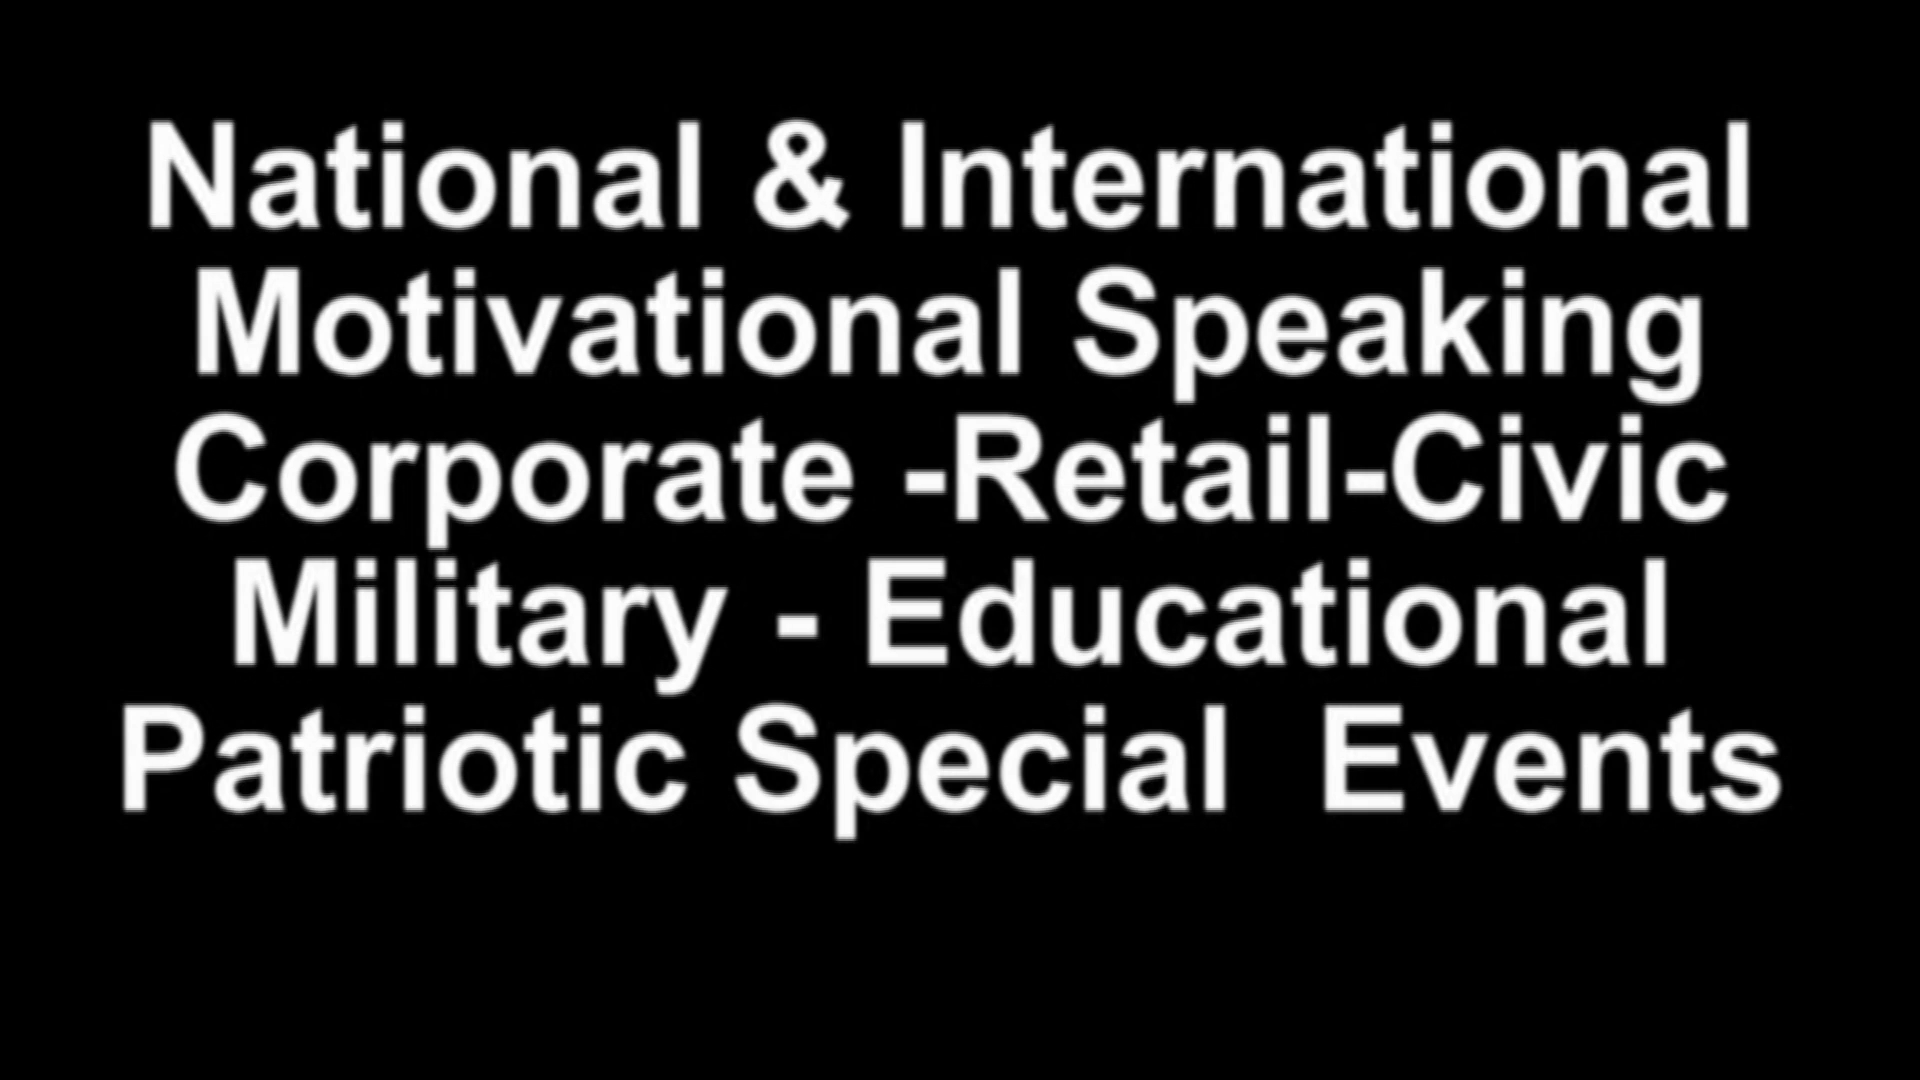 National & International
Motivational Speaking
Corporate -Retail-Civic
Military - Educational
Patriotic Special  Events